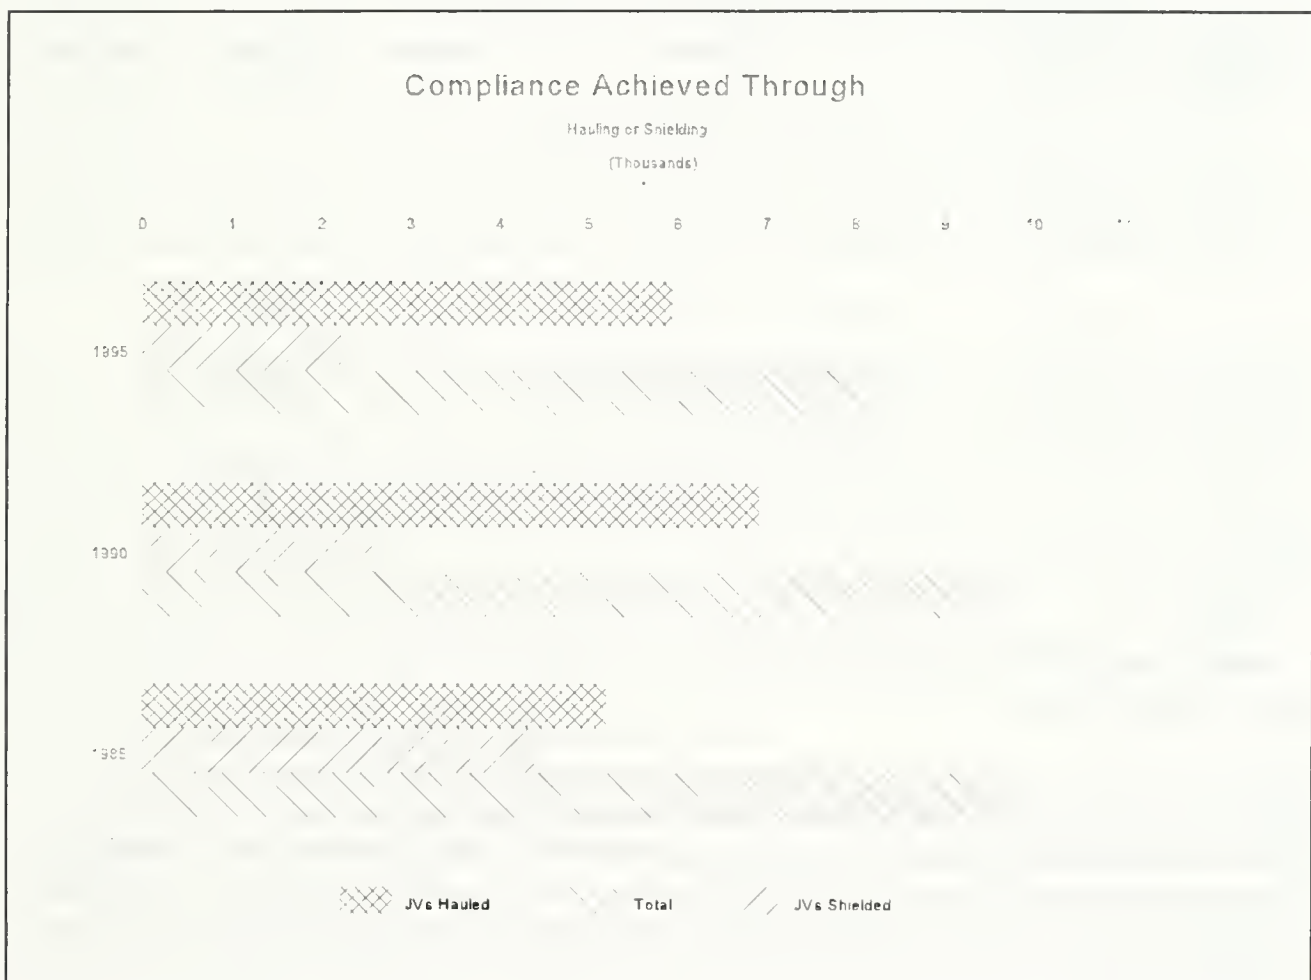 Compliance Achieved Through
Hauling or Shielding
(Thousands)
0 1 2 3 4 5 6 7 8 9 10 11
1995
1990
1985
JVs Hauled Total JVs Shielded